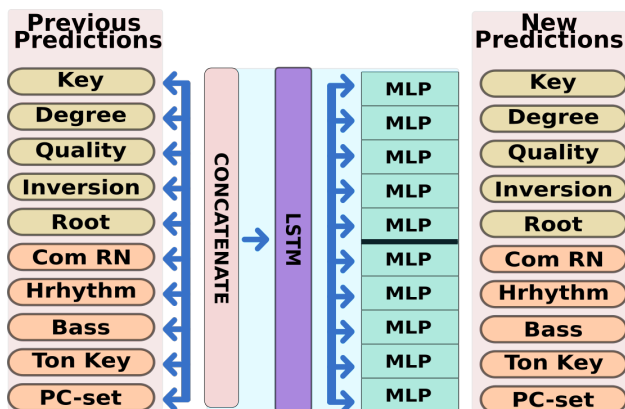 Previous
Predictions
Key
Degree
Quality
Inversion
Root
Com RN
Hrhythm
Bass
Ton Key
PC-set
CONCATENATE
LSTM
MLP
MLP
MLP
MLP
MLP
MLP
MLP
MLP
MLP
MLP
New
Predictions
Key
Degree
Quality
Inversion
Root
Com RN
Hrhythm
Bass
Ton Key
PC-set